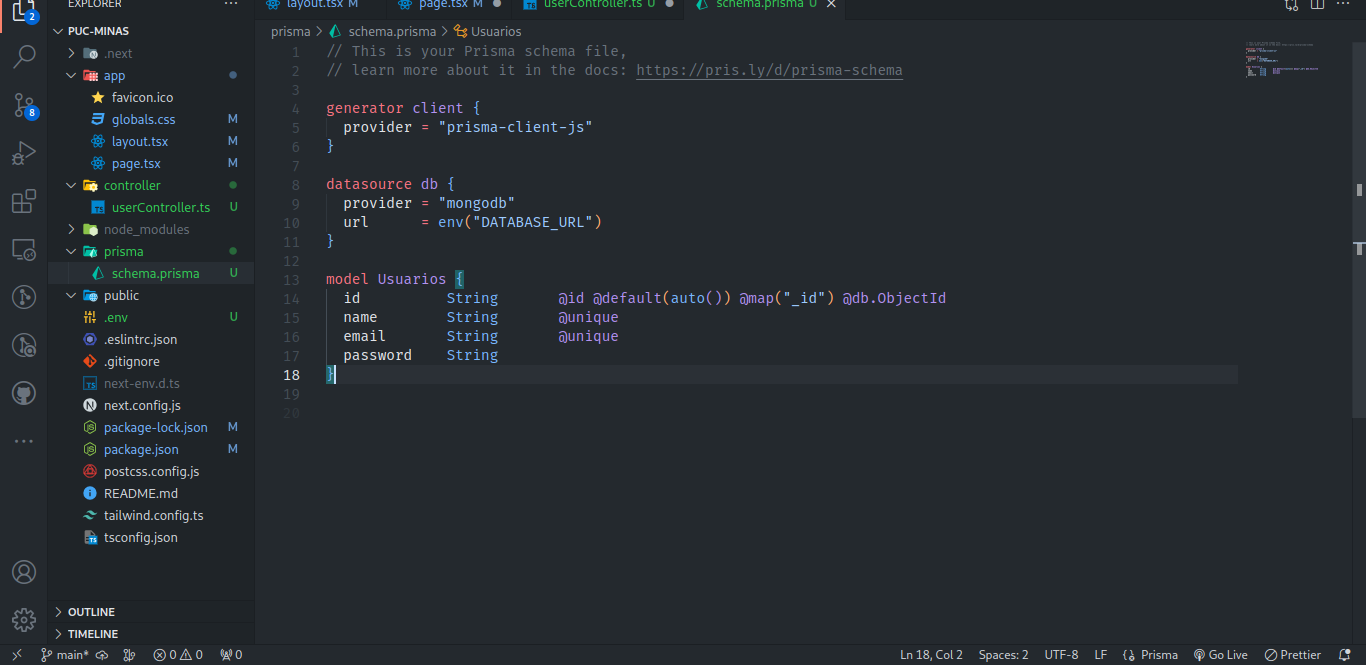 EXPLORER
···
layout.tsx M
page.tsx M
userController.ts U
schema.prisma U
2
PUC-MINAS
.next
app
favicon.ico
globals.css M
layout.tsx M
page.tsx M
controller
userController.ts U
node_modules
prisma
schema.prisma U
public
.env U
.eslintrc.json
.gitignore
next-env.d.ts
next.config.js
package-lock.json M
package.json M
postcss.config.js
README.md
tailwind.config.ts
tsconfig.json
OUTLINE
TIMELINE
8
prisma > schema.prisma > Usuarios
1 // This is your Prisma schema file,
2 // learn more about it in the docs: https://pris.ly/d/prisma-schema
3
4 generator client {
5 provider = "prisma-client-js"
6 }
7
8 datasource db {
9 provider = "mongodb"
10 url = env("DATABASE_URL")
11 }
12
13 model Usuarios {
14 id String @id @default(auto()) @map("_id") @db.ObjectId
15 name String @unique
16 email String @unique
17 password String
18 }
19
20
main* 0 0 0 Ln 18, Col 2 Spaces: 2 UTF-8 LF {} Prisma Go Live Prettier